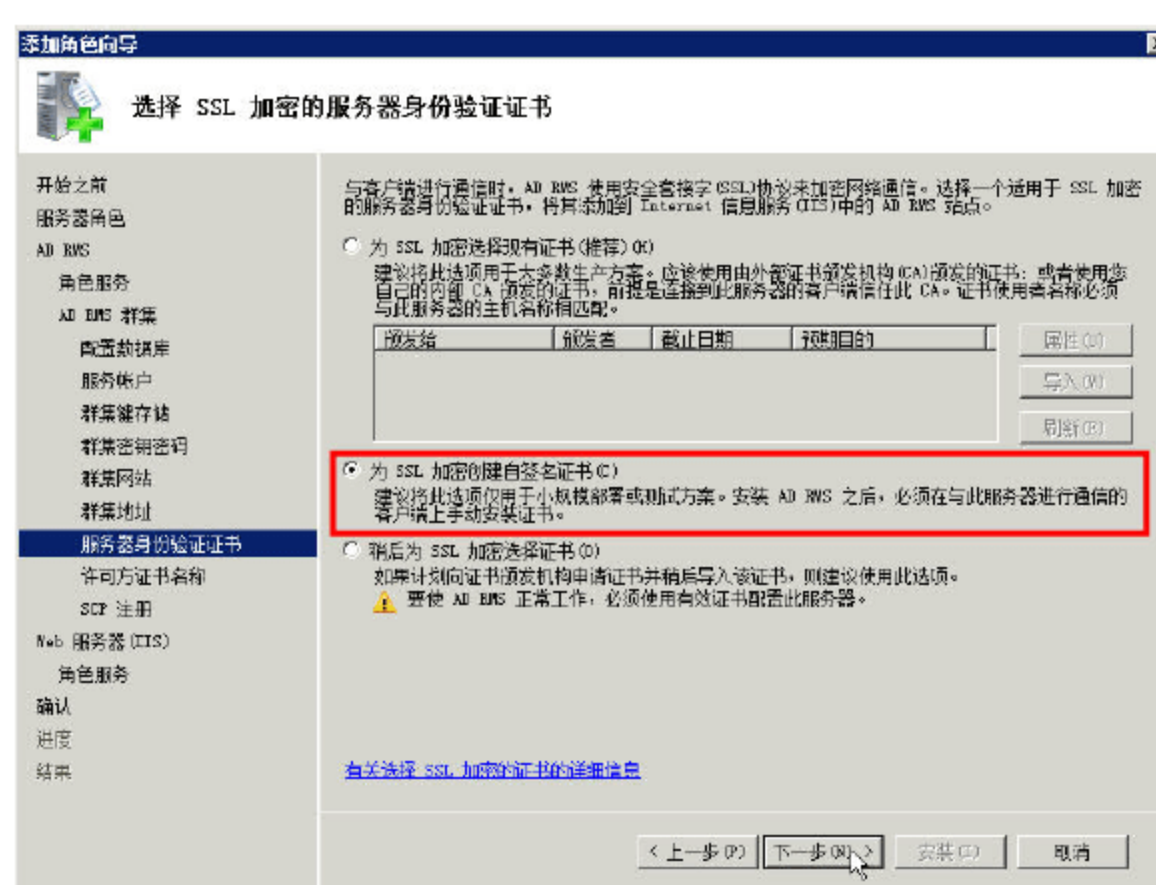 添加角色向导
选择 SSL 加密的服务器身份验证证书
开始之前
服务器角色
AD RMS
角色服务
AD RMS 群集
配置数据库
服务帐户
群集键存储
群集密钥密码
群集网站
群集地址
服务器身份验证证书
许可方证书名称
SCP 注册
Web 服务器(IIS)
角色服务
确认
进度
结果
与客户端进行通信时，AD RMS 使用安全套接字(SSL)协议来加密网络通信。选择一个适用于 SSL 加密
的服务器身份验证证书，将其添加到 Internet 信息服务(IIS)中的 AD RMS 站点。
为 SSL 加密选择现有证书(推荐)(H)
建议将此选项用于大多数生产方案。应该使用由外部证书颁发机构(CA)颁发的证书；或者使用您
自己的内部 CA 颁发的证书，前提是连接到此服务器的客户端信任此 CA。证书使用者名称必须
与此服务器的主机名称相匹配。
颁发给 颁发者 截止日期 预期目的
属性(U)
导入(M)
刷新(R)
为 SSL 加密创建自签名证书(C)
建议将此选项仅用于小规模部署或测试方案。安装 AD RMS 之后，必须在与此服务器进行通信的
客户端上手动安装证书。
稍后为 SSL 加密选择证书(O)
如果计划向证书颁发机构申请证书并稍后导入该证书，则建议使用此选项。
要使 AD RMS 正常工作，必须使用有效证书配置此服务器。
有关选择 SSL 加密的证书的详细信息
< 上一步(P) 下一步(N) > 安装(I) 取消